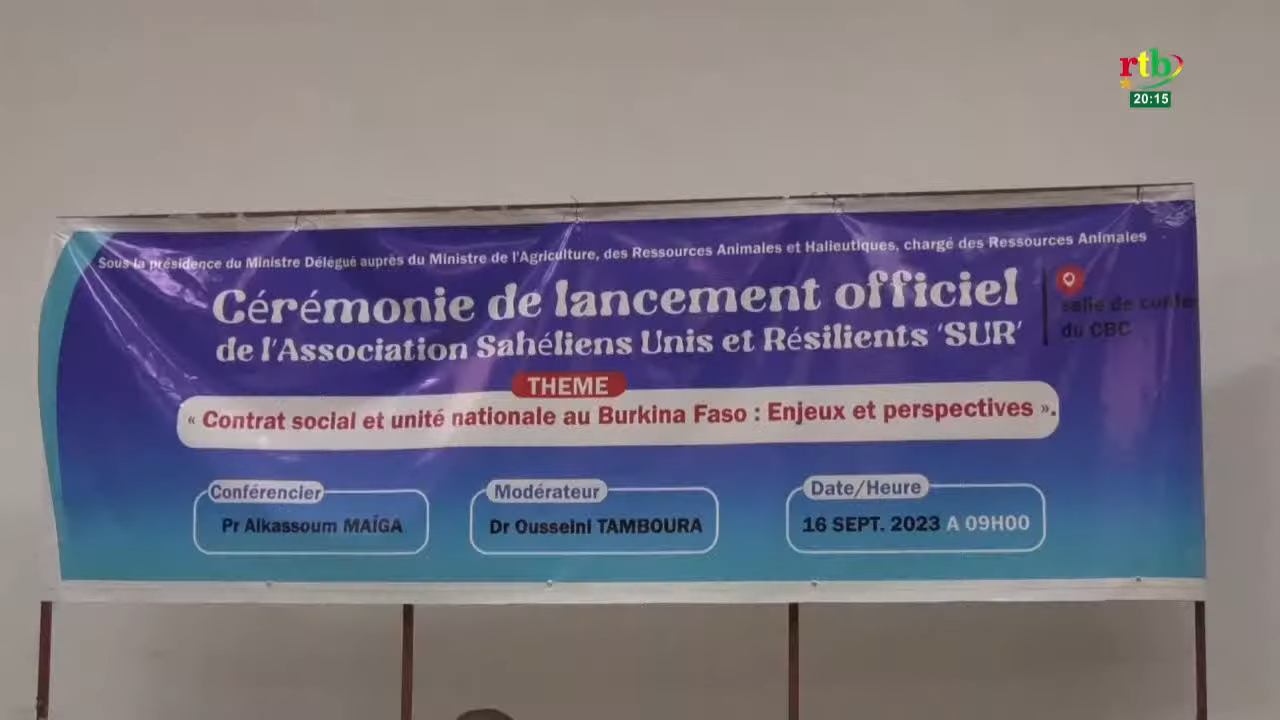 rtb
20:15
Sous la présidence du Ministre Délégué auprès du Ministre de l'Agriculture, des Ressources Animales et Halieutiques, chargé des Ressources Animales
Cérémonie de lancement officiel
de l'Association Sahéliens Unis et Résilients 'SUR'
salle de
du CBC
THEME
« Contrat social et unité nationale au Burkina Faso : Enjeux et perspectives ».
Conférencier
Pr Alkassoum MAÏGA
Modérateur
Dr Ousseini TAMBOURA
Date/Heure
16 SEPT. 2023 A 09H00